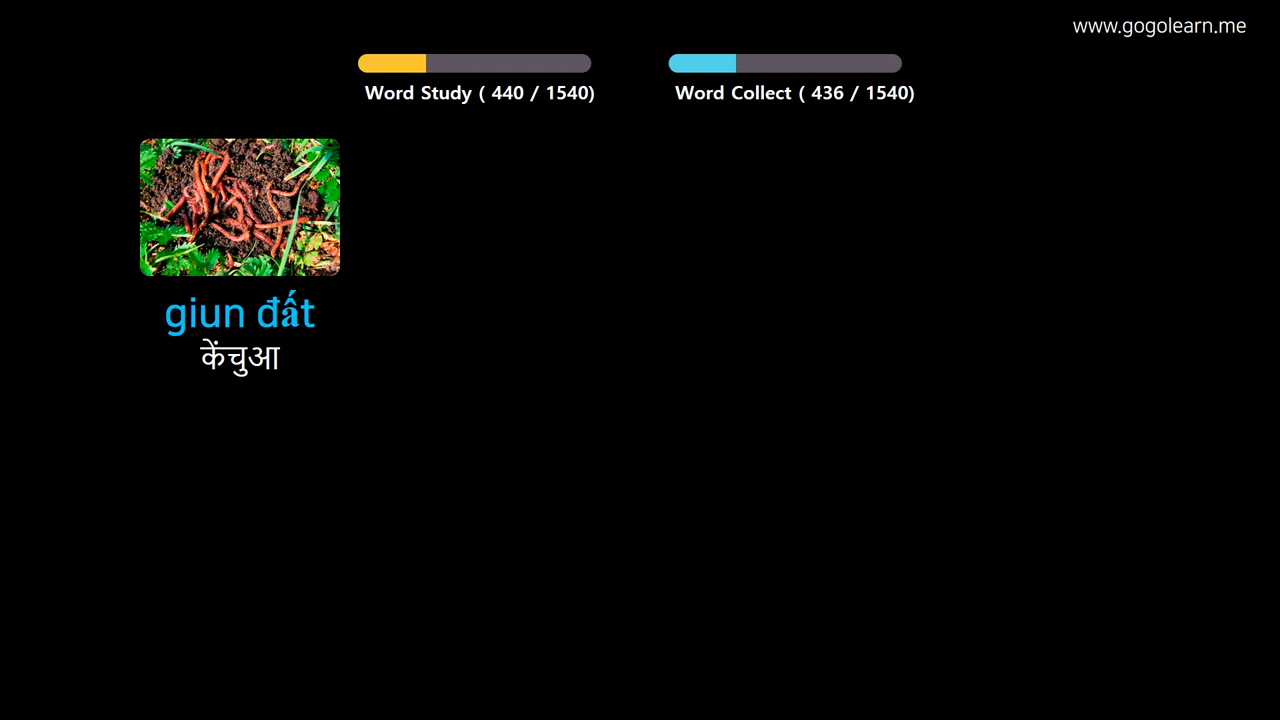 www.gogolearn.me
Word Study ( 440 / 1540)
Word Collect ( 436 / 1540)
giun đất
केंचुआ